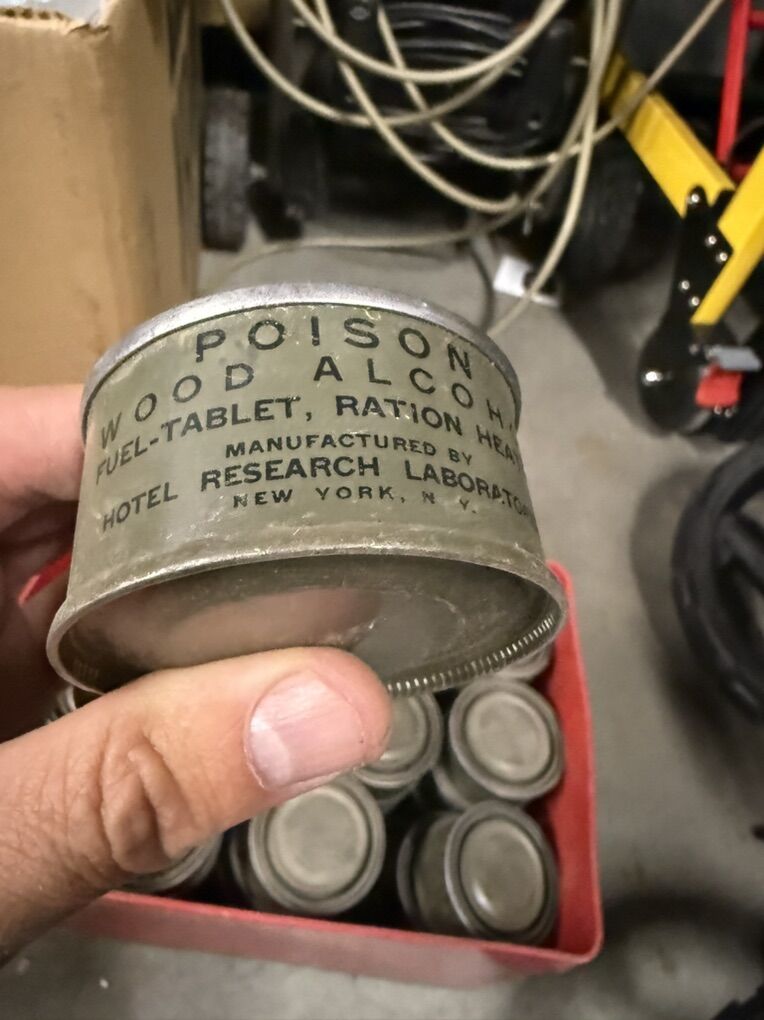 POISON
WOOD ALCOH
FUEL-TABLET, RATION HEA
MANUFACTURED BY
HOTEL RESEARCH LABORATO
NEW YORK, N. Y.